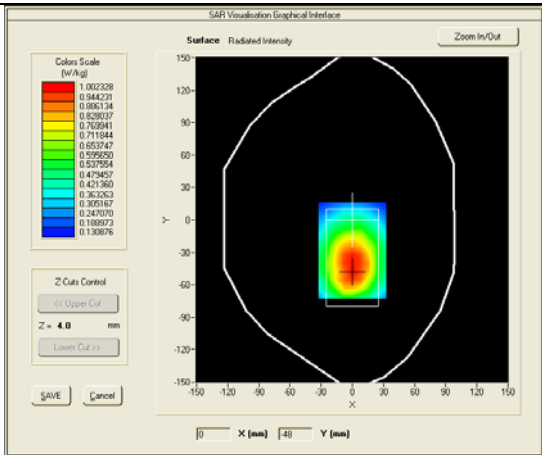 SAR Visualisation Graphical Interface
Surface Radiated Intensity
Zoom In/Out
Colors Scale
(W/kg)
1.002328
0.944231
0.886134
0.828037
0.769941
0.711844
0.653747
0.595650
0.537554
0.479457
0.421360
0.363263
0.305167
0.247070
0.188973
0.130876
150
120
90
60
30
0
-30
-60
-90
-120
-150
Y
-150 -120 -90 -60 -30 0 30 60 90 120 150
X
Z Cuts Control
<< Upper Cut
Z = 4.0 mm
Lower Cut >>
SAVE Cancel
0 X (mm) -48 Y (mm)